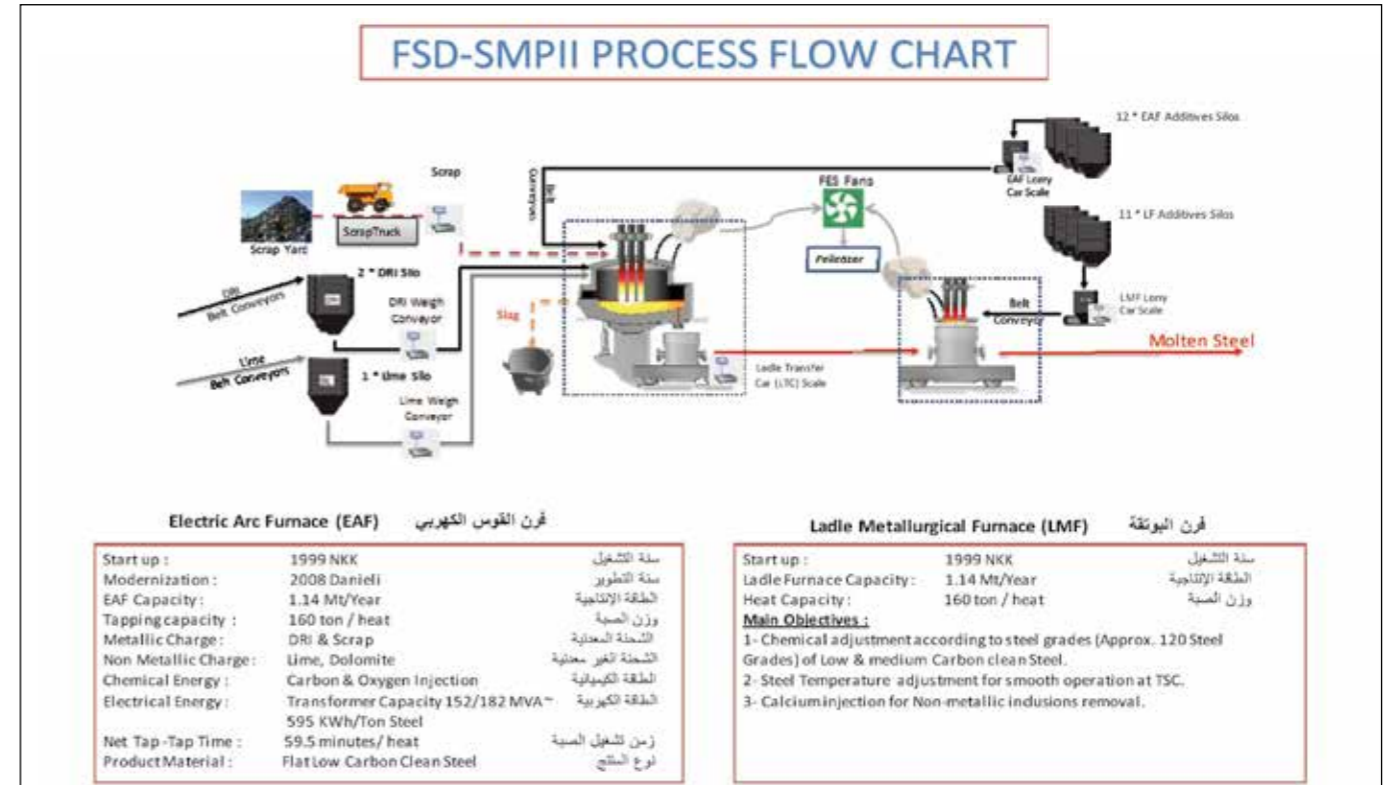 FSD-SMPII PROCESS FLOW CHART
12 * EAF Additives Silos
EAF Lorry
Car Scale
Scrap
Belt
Conveyors
FES Fans
11 * LF Additives Silos
ScrapTruck
Scrap Yard
Pelletizer
2 * DRI Silo
DRI
Belt Conveyors
DRI Weigh
Conveyor
Slag
Belt
Conveyor
LMF Lorry
Car Scale
Molten Steel
Lime
Belt Conveyors
1 * Lime Silo
Ladle Transfer
Car (LTC) Scale
Lime Weigh
Conveyor
Electric Arc Furnace (EAF) فرن القوس الكهربي
Start up : 1999 NKK سنة التشغيل
Modernization : 2008 Danieli سنة التطوير
EAF Capacity : 1.14 Mt/Year الطاقة الإنتاجية
Tapping capacity : 160 ton / heat وزن الصبة
Metallic Charge : DRI & Scrap الشحنة المعدنية
Non Metallic Charge : Lime, Dolomite الشحنة الغير معدنية
Chemical Energy : Carbon & Oxygen Injection الطاقة الكيميائية
Electrical Energy : Transformer Capacity 152/182 MVA~ الطاقة الكهربية
595 KWh/Ton Steel
Net Tap -Tap Time : 59.5 minutes/ heat زمن تشغيل الصبة
Product Material : Flat Low Carbon Clean Steel نوع المنتج
Ladle Metallurgical Furnace (LMF) فرن البوتقة
Start up : 1999 NKK سنة التشغيل
Ladle Furnace Capacity : 1.14 Mt/Year الطاقة الإنتاجية
Heat Capacity : 160 ton / heat وزن الصبة
Main Objectives :
1- Chemical adjustment according to steel grades (Approx. 120 Steel
Grades) of Low & medium Carbon clean Steel.
2- Steel Temperature adjustment for smooth operation at TSC.
3- Calcium injection for Non-metallic indusions removal.